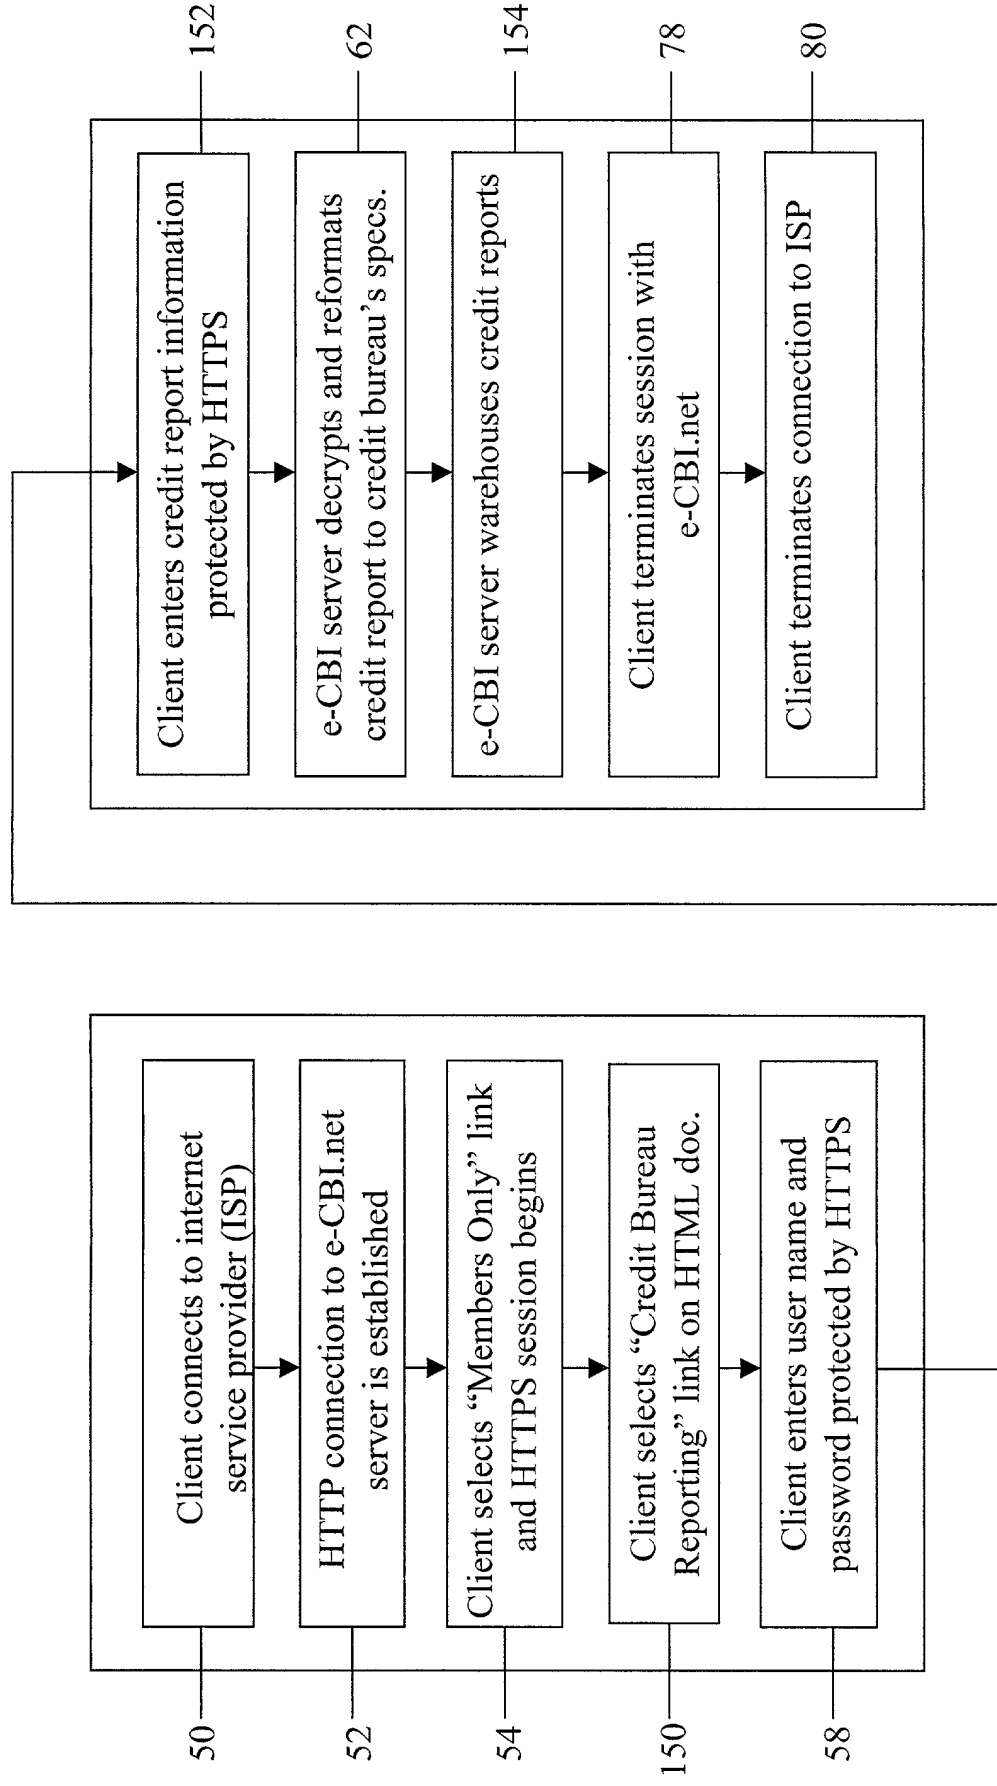 50
Client connects to internet
service provider (ISP)
52
HTTP connection to e-CBI.net
server is established
54
Client selects “Members Only” link
and HTTPS session begins
150
Client selects “Credit Bureau
Reporting” link on HTML doc.
58
Client enters user name and
password protected by HTTPS
Client enters credit report information
protected by HTTPS
152
e-CBI server decrypts and reformats
credit report to credit bureau’s specs.
62
e-CBI server warehouses credit reports
154
Client terminates session with
e-CBI.net
78
Client terminates connection to ISP
80